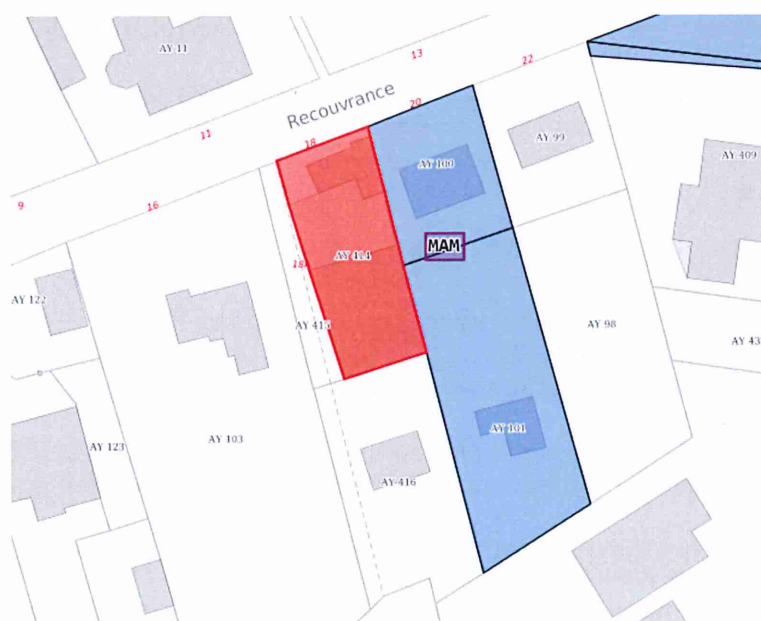 AY 11
13
22
Recouvrance
20
11
18
AY 99
AY 100
AY 409
9
16
AY 414
MAM
18
AY 122
AY 415
AY 98
AY 43
AY 101
AY 103
AY 123
AY 416